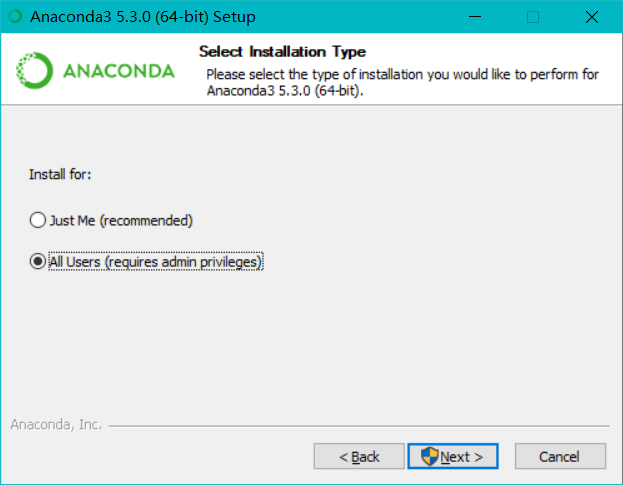 Anaconda3 5.3.0 (64-bit) Setup
ANACONDA
Select Installation Type
Please select the type of installation you would like to perform for
Anaconda3 5.3.0 (64-bit).
Install for:
Just Me (recommended)
All Users (requires admin privileges)
Anaconda, Inc.
< Back
Next >
Cancel